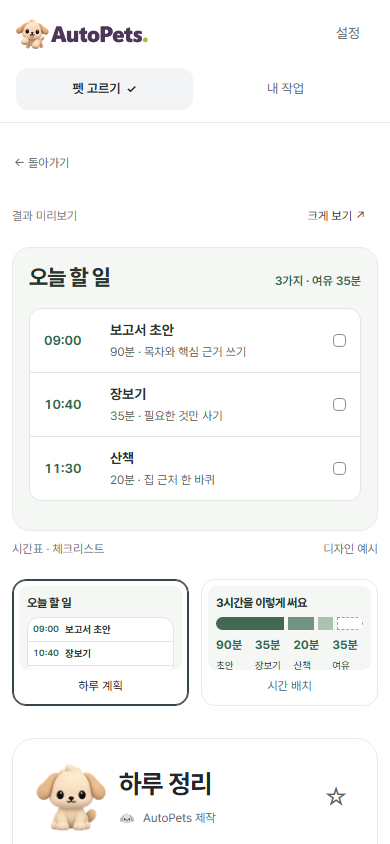 AutoPets.
설정
펫 고르기 ✓
내 작업
← 돌아가기
결과 미리보기
크게 보기 ↗
오늘 할 일
3가지 · 여유 35분
09:00
보고서 초안
90분 · 목차와 핵심 근거 쓰기
10:40
장보기
35분 · 필요한 것만 사기
11:30
산책
20분 · 집 근처 한 바퀴
시간표 · 체크리스트
디자인 예시
오늘 할 일
09:00 보고서 초안
10:40 장보기
하루 계획
3시간을 이렇게 써요
90분 35분 20분 35분
초안 장보기 산책 여유
시간 배치
하루 정리
AutoPets 제작